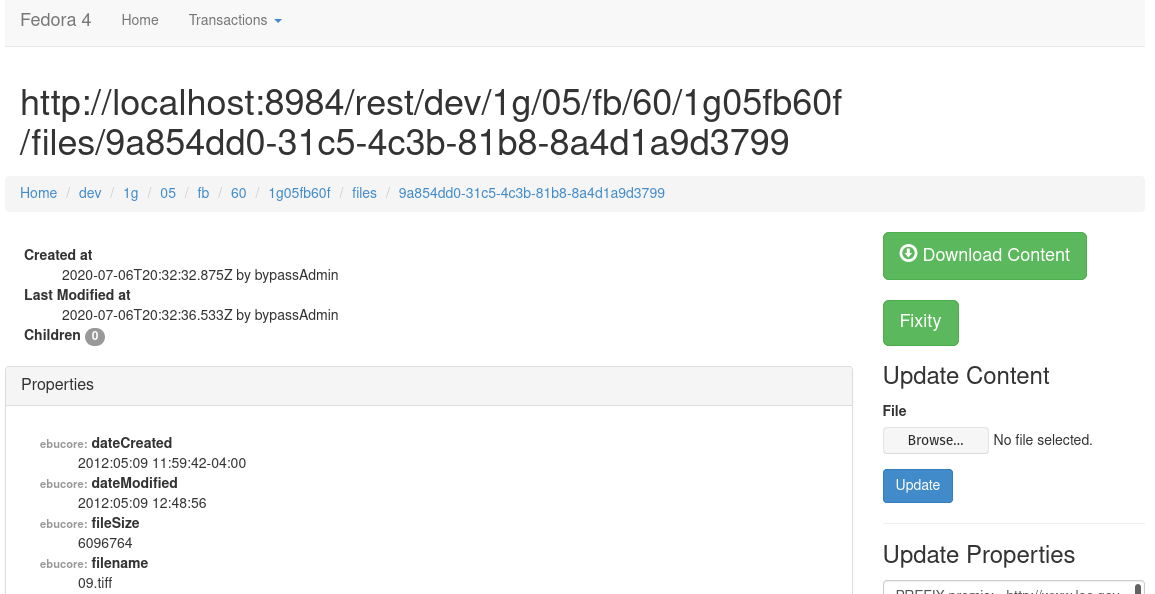 Fedora 4 Home Transactions
http://localhost:8984/rest/dev/1g/05/fb/60/1g05fb60f
/files/9a854dd0-31c5-4c3b-81b8-8a4d1a9d3799
Home / dev / 1g / 05 / fb / 60 / 1g05fb60f / files / 9a854dd0-31c5-4c3b-81b8-8a4d1a9d3799
Created at
2020-07-06T20:32:32.875Z by bypassAdmin
Last Modified at
2020-07-06T20:32:36.533Z by bypassAdmin
Children 0
Properties
ebucore: dateCreated
2012:05:09 11:59:42-04:00
ebucore: dateModified
2012:05:09 12:48:56
ebucore: fileSize
6096764
ebucore: filename
09.tiff
Download Content
Fixity
Update Content
File
Browse... No file selected.
Update
Update Properties